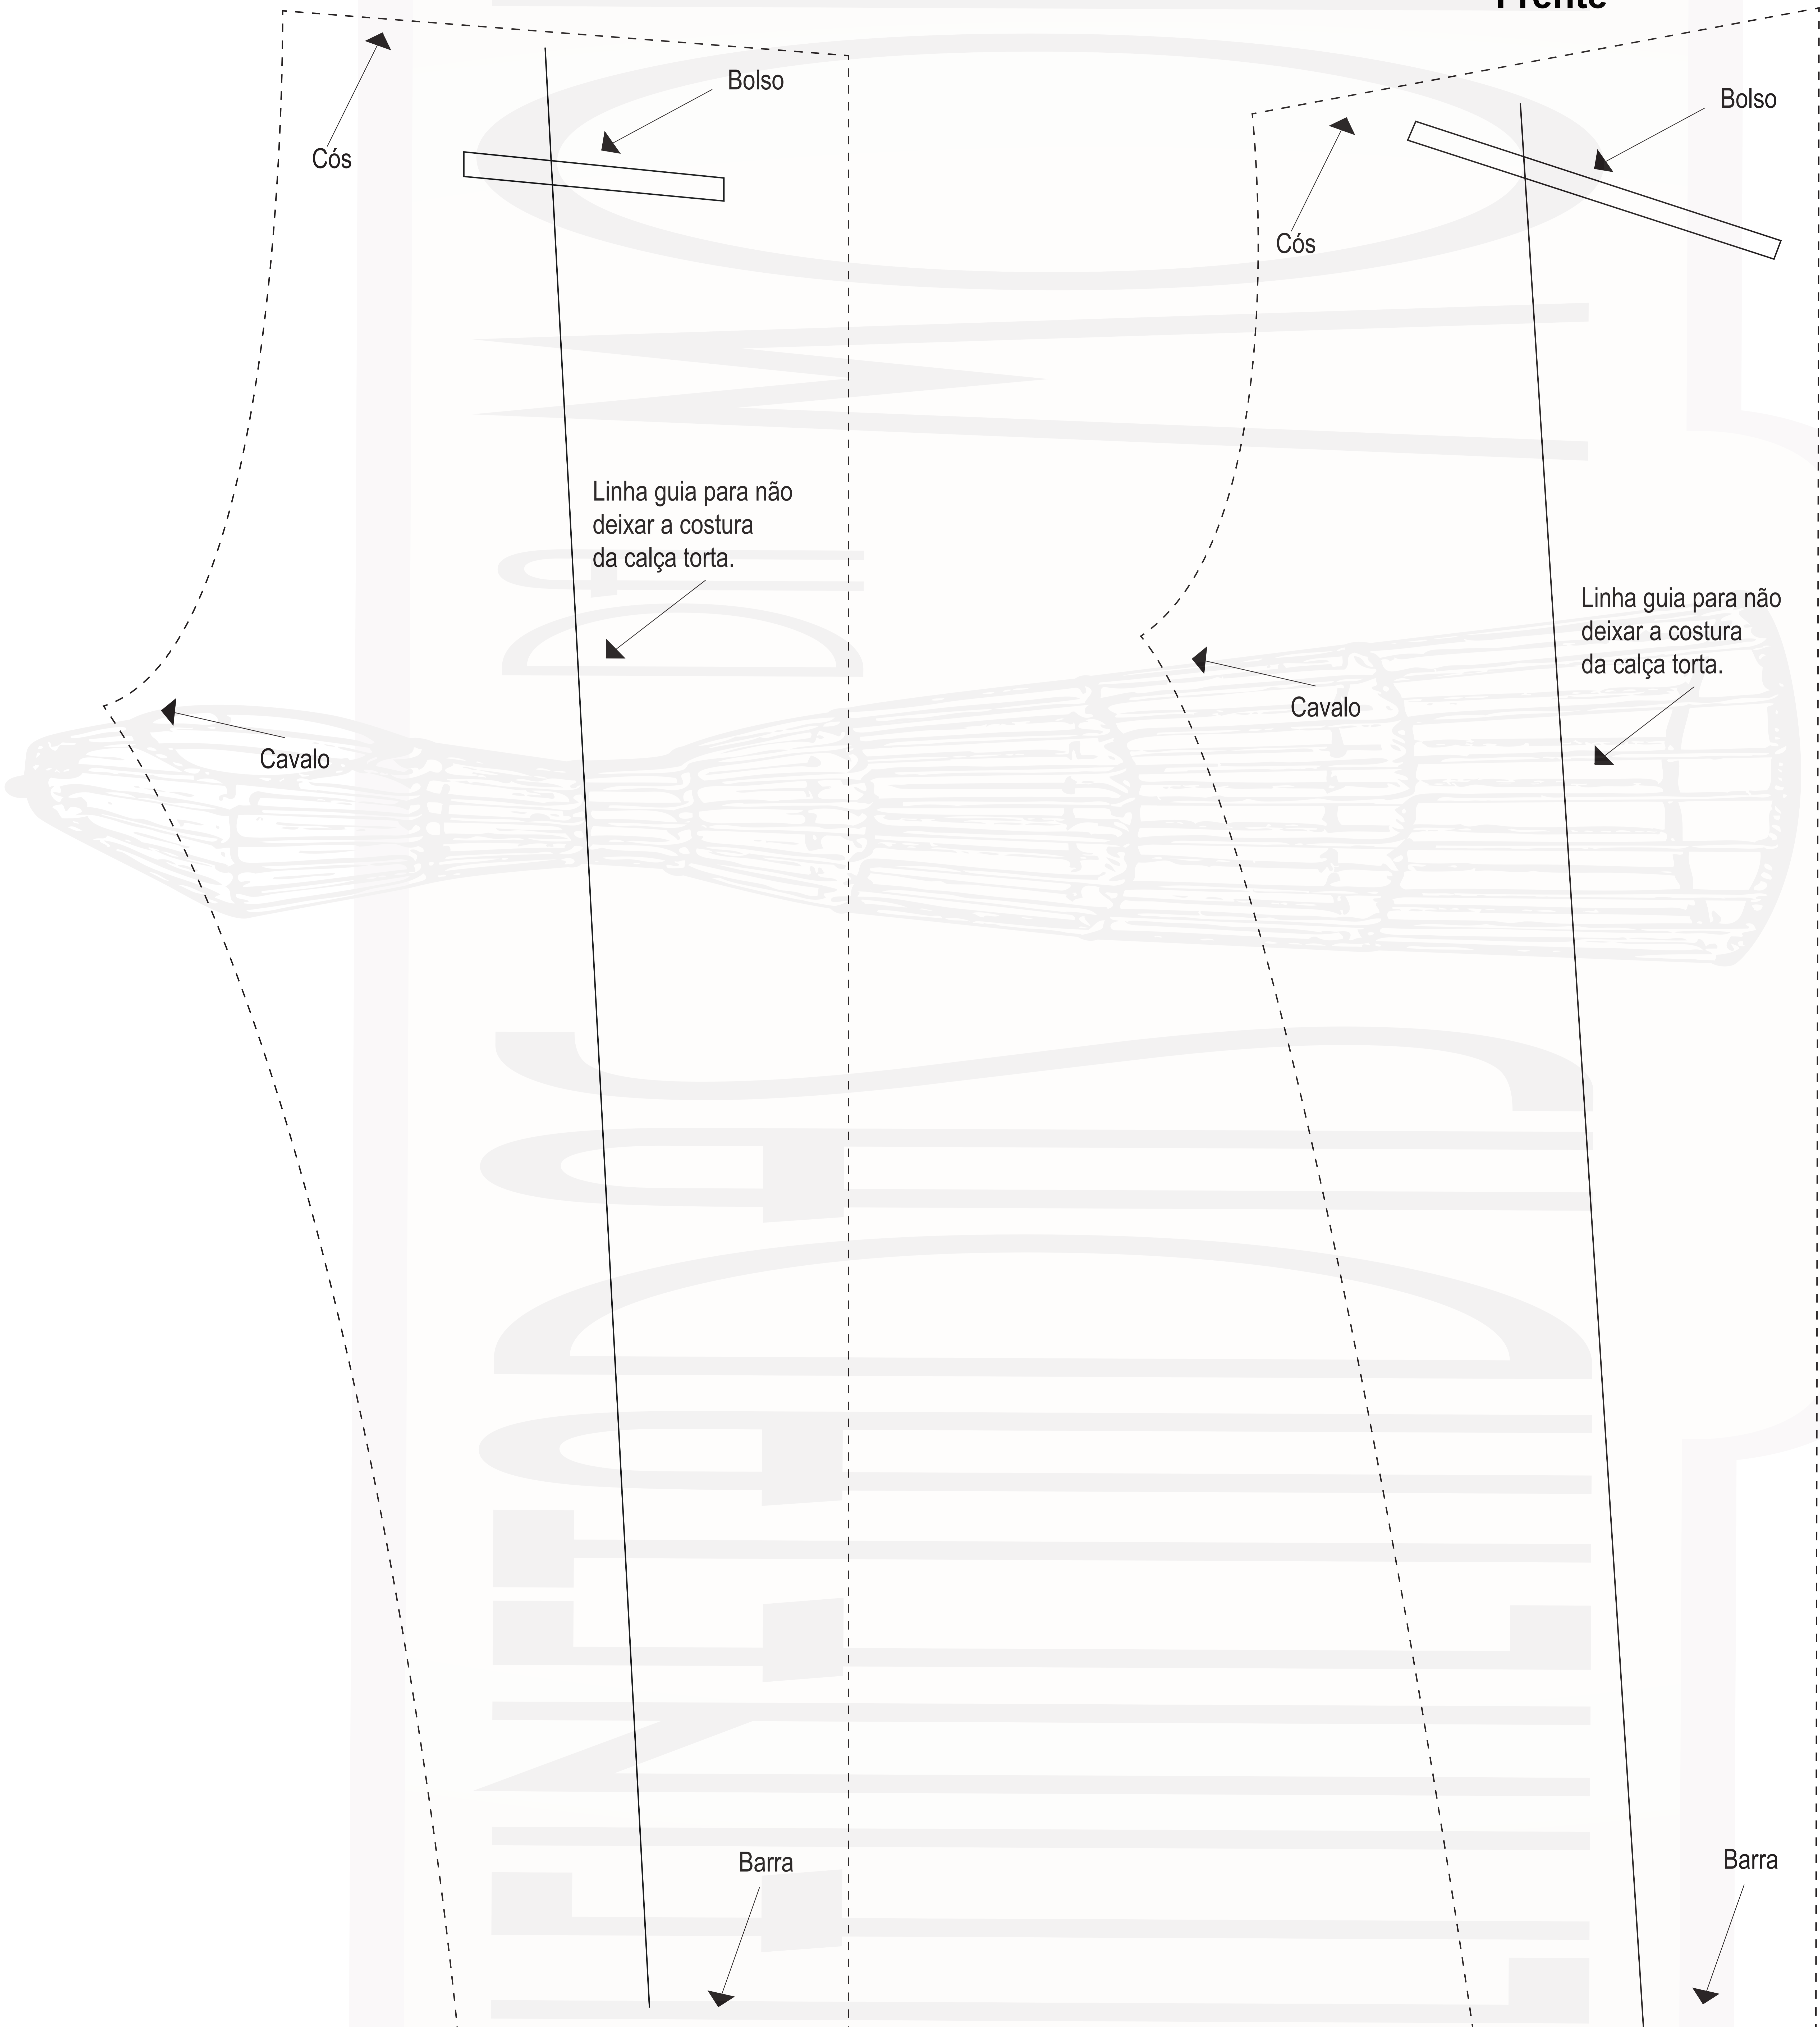 Frente
Bolso
Cós
Linha guia para não
deixar a costura
da calça torta.
Cavalo
Barra
Bolso
Cós
Linha guia para não
deixar a costura
da calça torta.
Cavalo
Barra